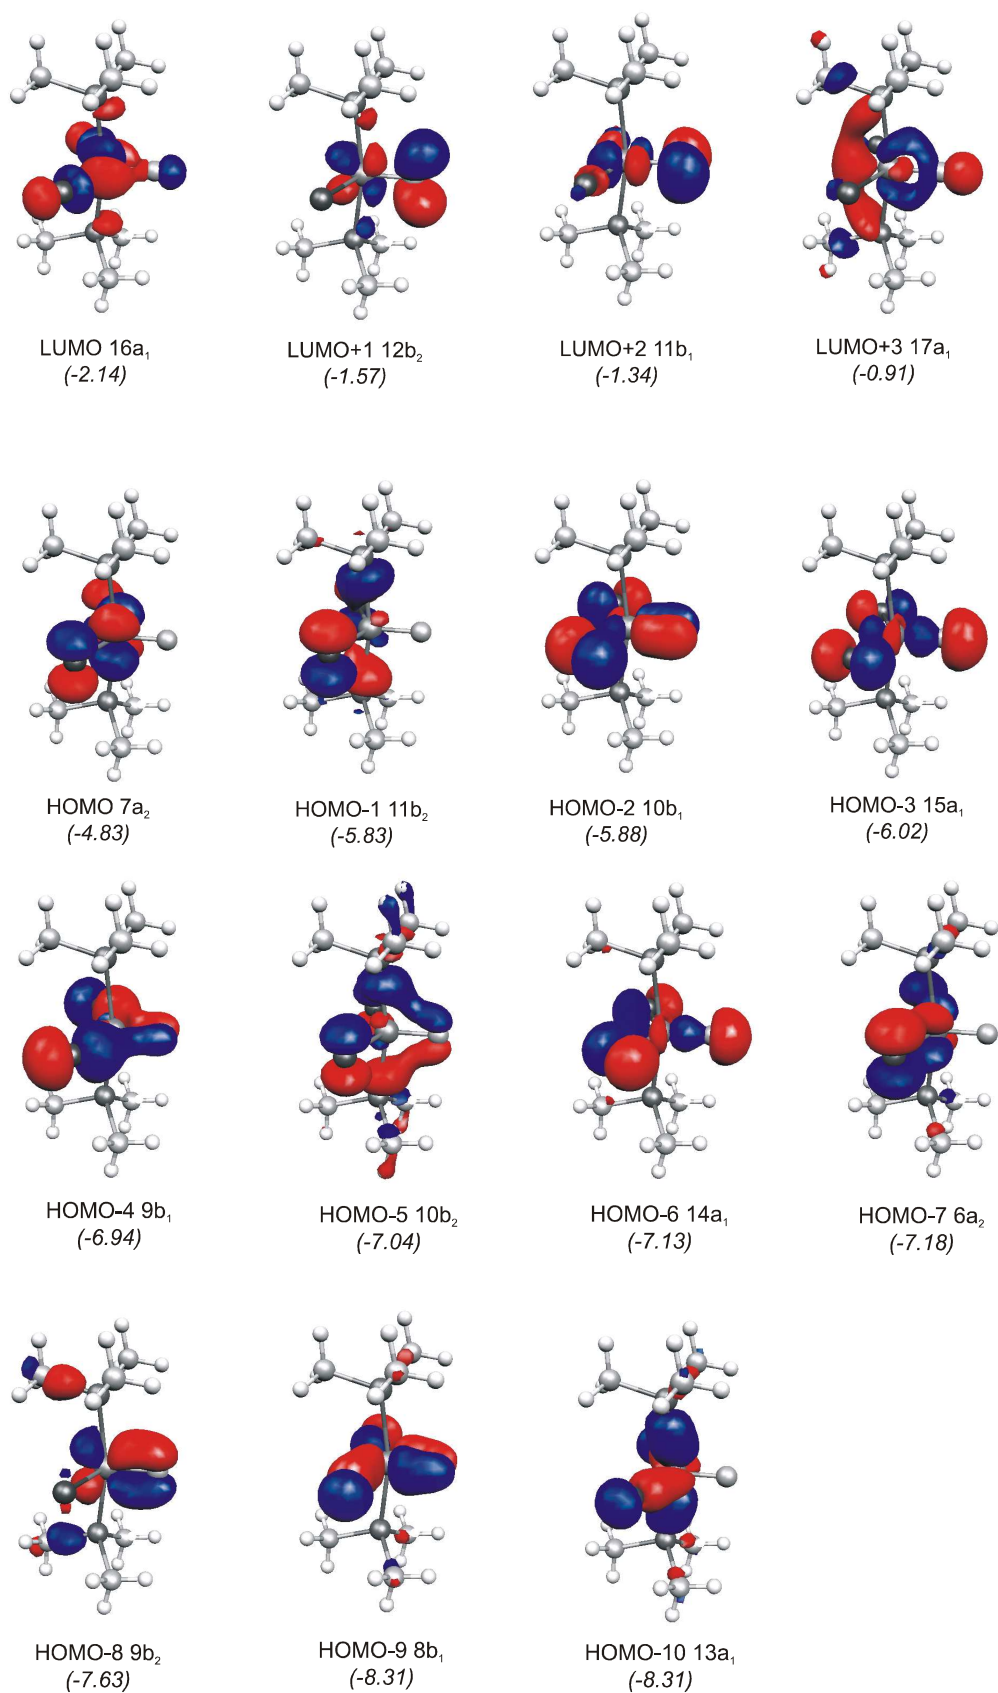 LUMO 16a₁
(-2.14)
LUMO+1 12b₂
(-1.57)
LUMO+2 11b₁
(-1.34)
LUMO+3 17a₁
(-0.91)
HOMO 7a₂
(-4.83)
HOMO-1 11b₂
(-5.83)
HOMO-2 10b₁
(-5.88)
HOMO-3 15a₁
(-6.02)
HOMO-4 9b₁
(-6.94)
HOMO-5 10b₂
(-7.04)
HOMO-6 14a₁
(-7.13)
HOMO-7 6a₂
(-7.18)
HOMO-8 9b₂
(-7.63)
HOMO-9 8b₁
(-8.31)
HOMO-10 13a₁
(-8.31)